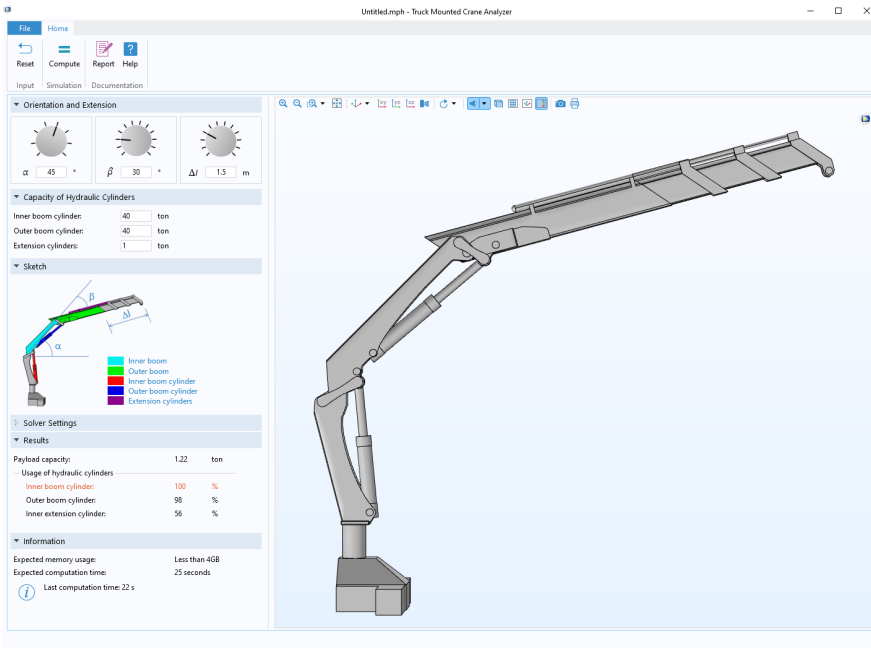 Untitled.mph - Truck Mounted Crane Analyzer
File Home
Reset Compute Report Help
Input Simulation Documentation
Orientation and Extension
α 45 ° β 30 ° Δl 1.5 m
Capacity of Hydraulic Cylinders
Inner boom cylinder: 40 ton
Outer boom cylinder: 40 ton
Extension cylinders: 1 ton
Sketch
β
Δl
α
Inner boom
Outer boom
Inner boom cylinder
Outer boom cylinder
Extension cylinders
Solver Settings
Results
Payload capacity: 1.22 ton
Usage of hydraulic cylinders
Inner boom cylinder: 100 %
Outer boom cylinder: 98 %
Inner extension cylinder: 56 %
Information
Expected memory usage: Less than 4GB
Expected computation time: 25 seconds
i Last computation time: 22 s